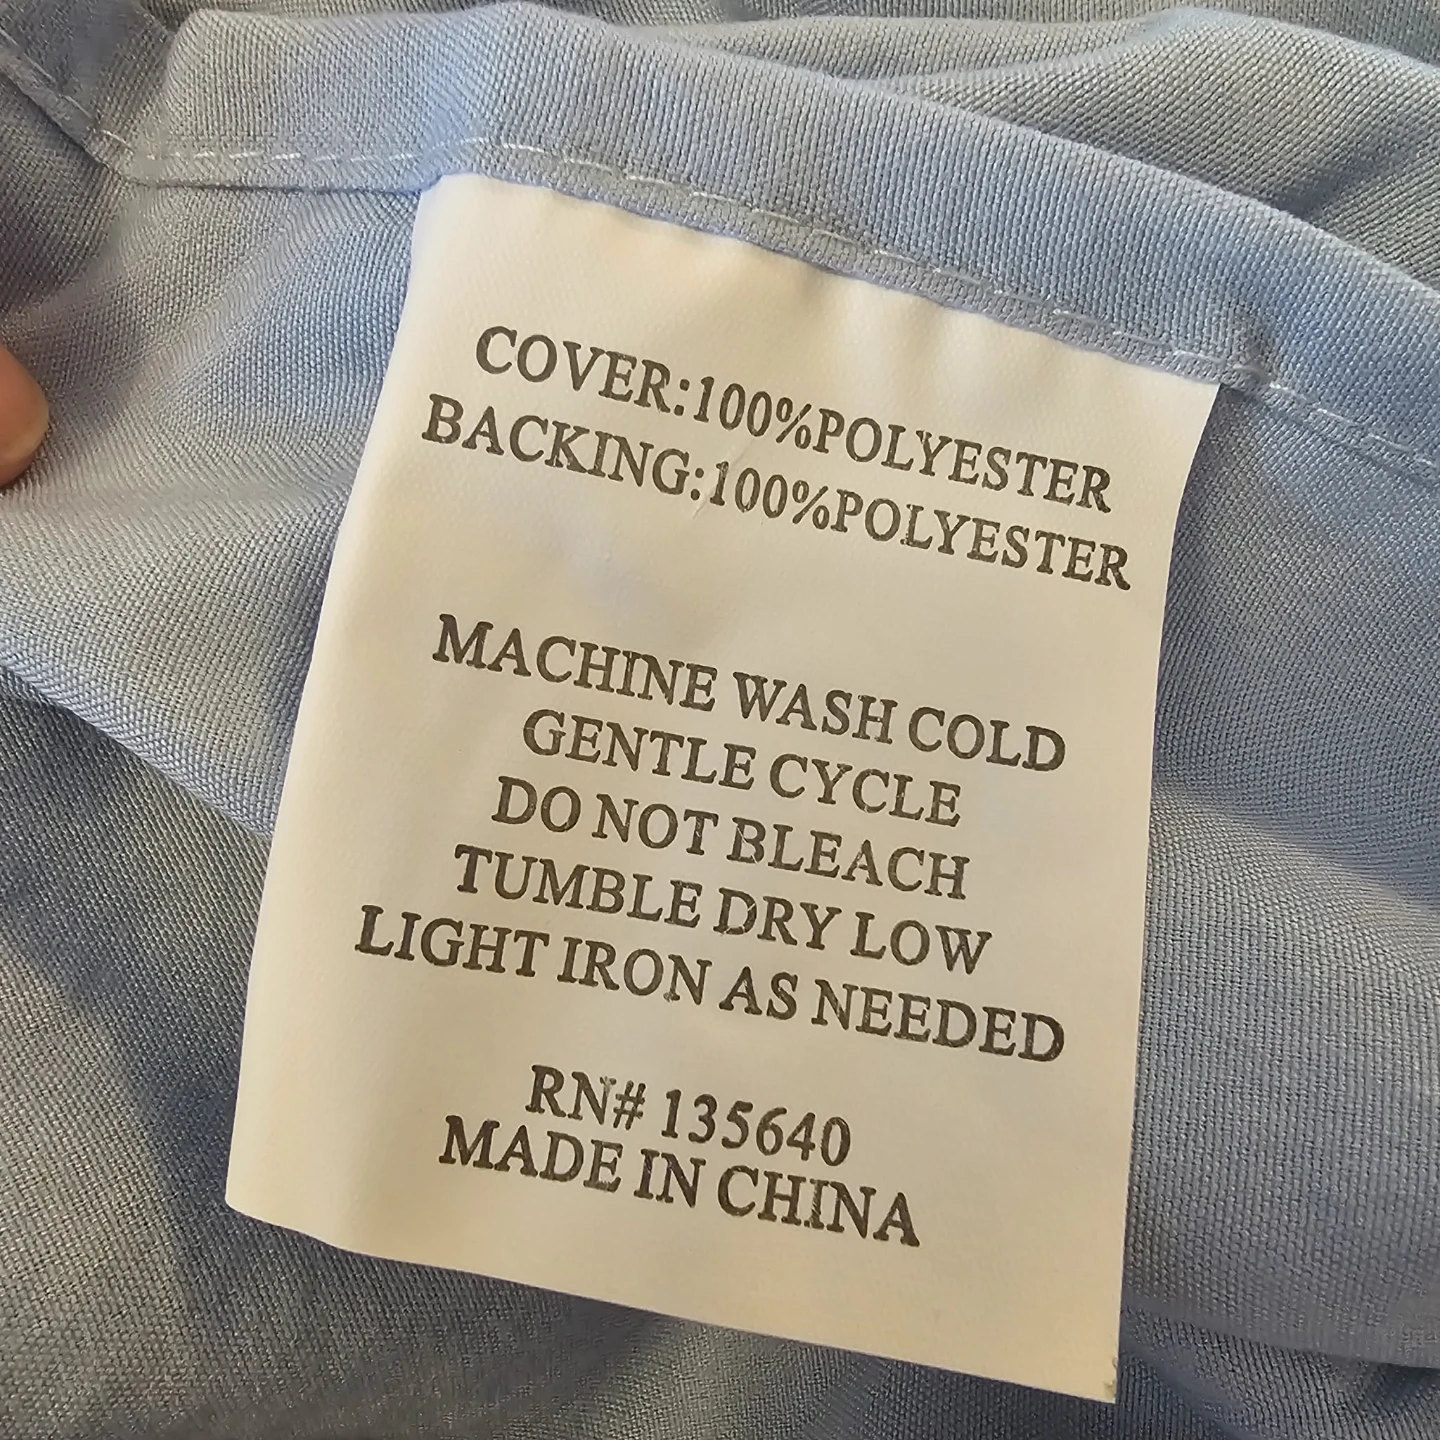 COVER:100%POLYESTER
BACKING:100%POLYESTER
MACHINE WASH COLD
GENTLE CYCLE
DO NOT BLEACH
TUMBLE DRY LOW
LIGHT IRON AS NEEDED
RN# 135640
MADE IN CHINA